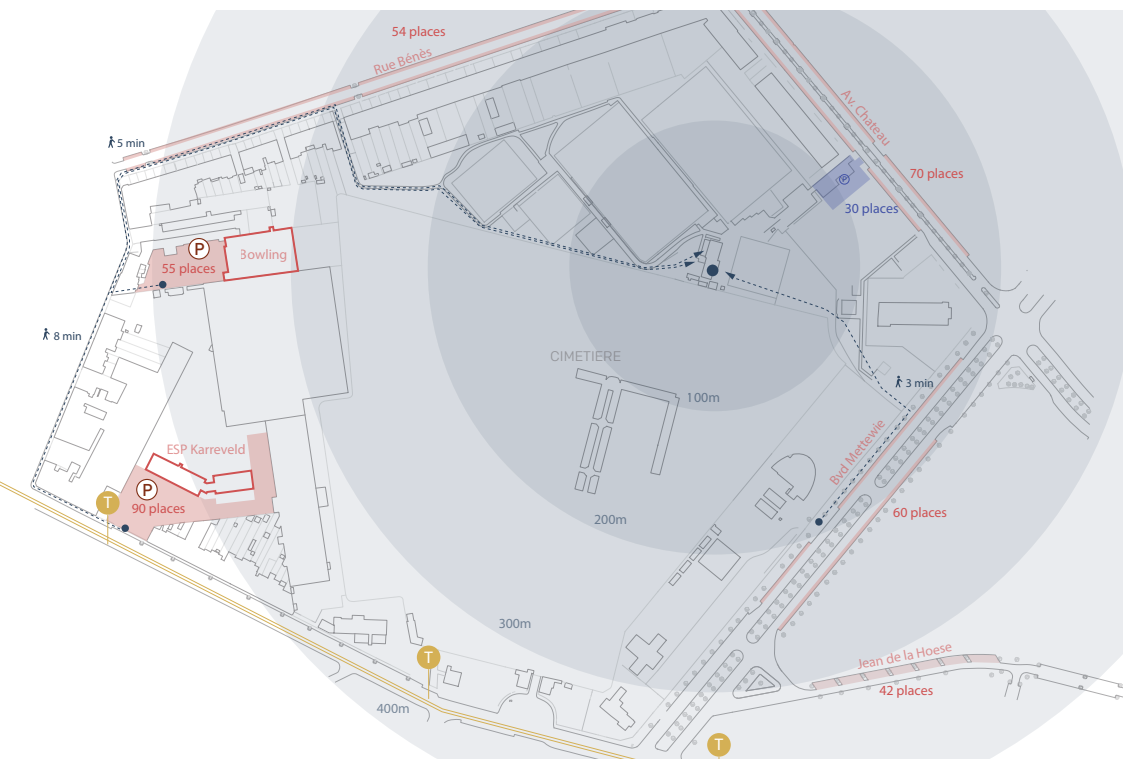 54 places
Rue Bénès
Av. Chateau
5 min
70 places
P
30 places
P
Bowling
55 places
8 min
CIMETIERE
3 min
100m
ESP Karreveld
Bvd Mettewie
P
T
90 places
60 places
200m
300m
T
Jean de la Hoese
42 places
400m
T